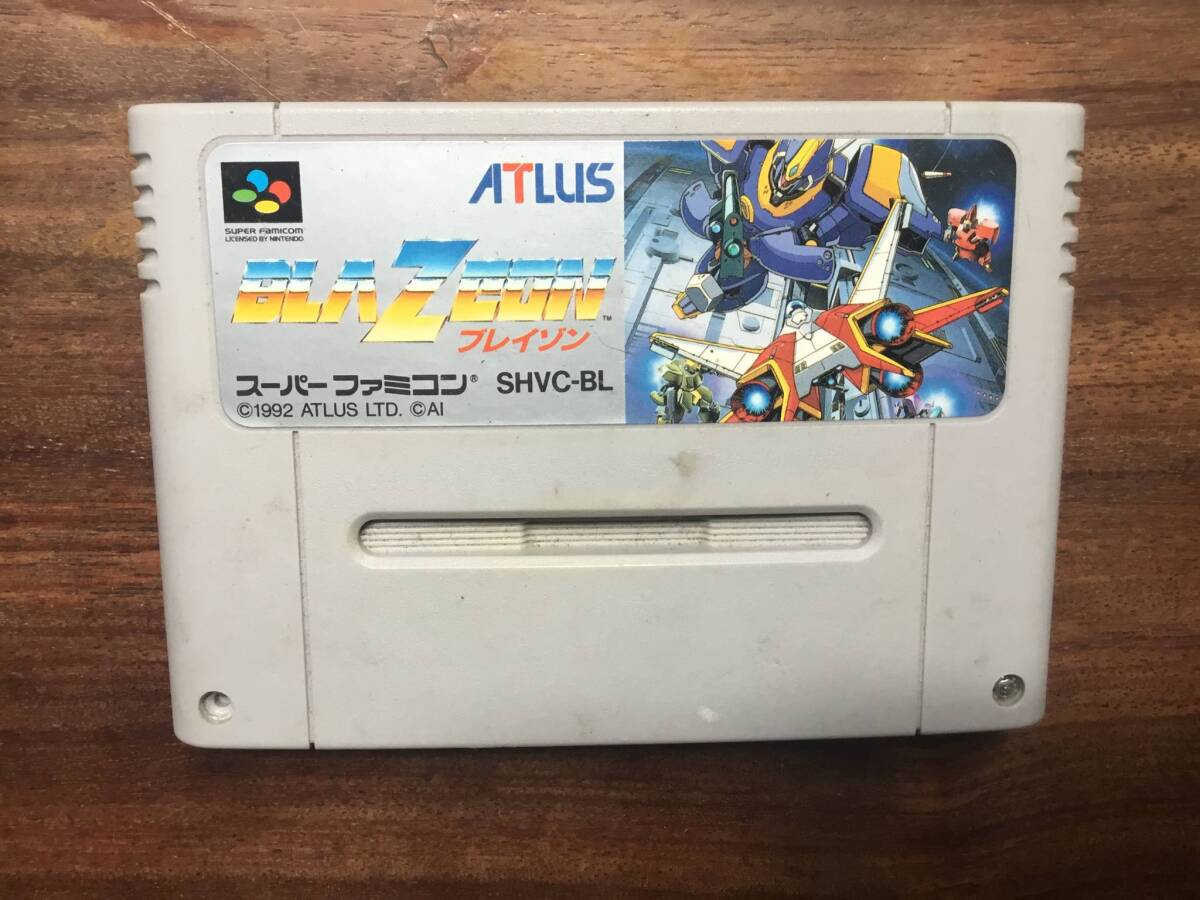 ATLUS
SUPER FAMICOM
LICENSED BY NINTENDO
BLAZEON™
ブレイゾン
スーパーファミコン® SHVC-BL
©1992 ATLUS LTD. ©AI